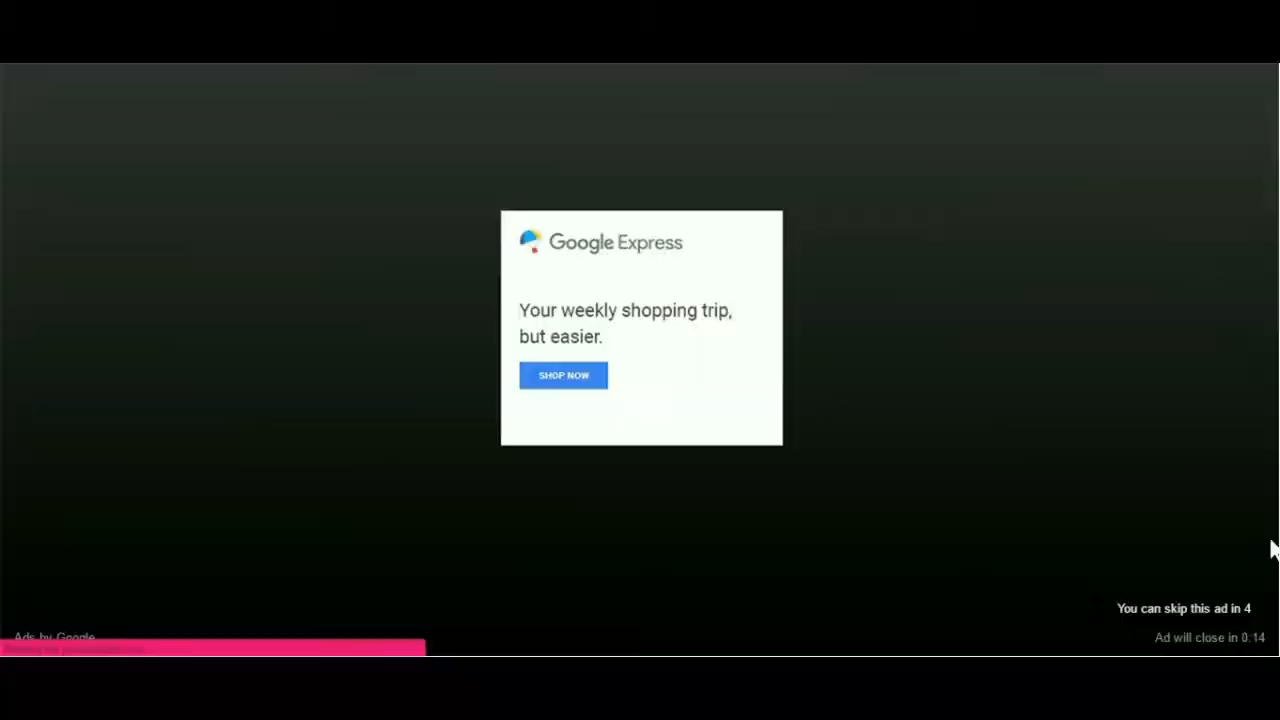 Google Express
Your weekly shopping trip,
but easier.
SHOP NOW
You can skip this ad in 4
Ads by Google
Ad will close in 0:14